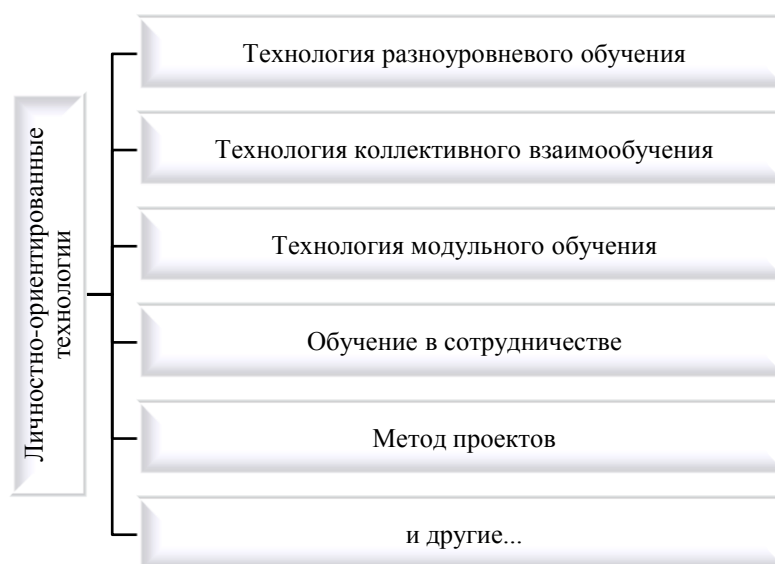 Личностно-ориентированные
технологии
Технология разноуровневого обучения
Технология коллективного взаимообучения
Технология модульного обучения
Обучение в сотрудничестве
Метод проектов
и другие...